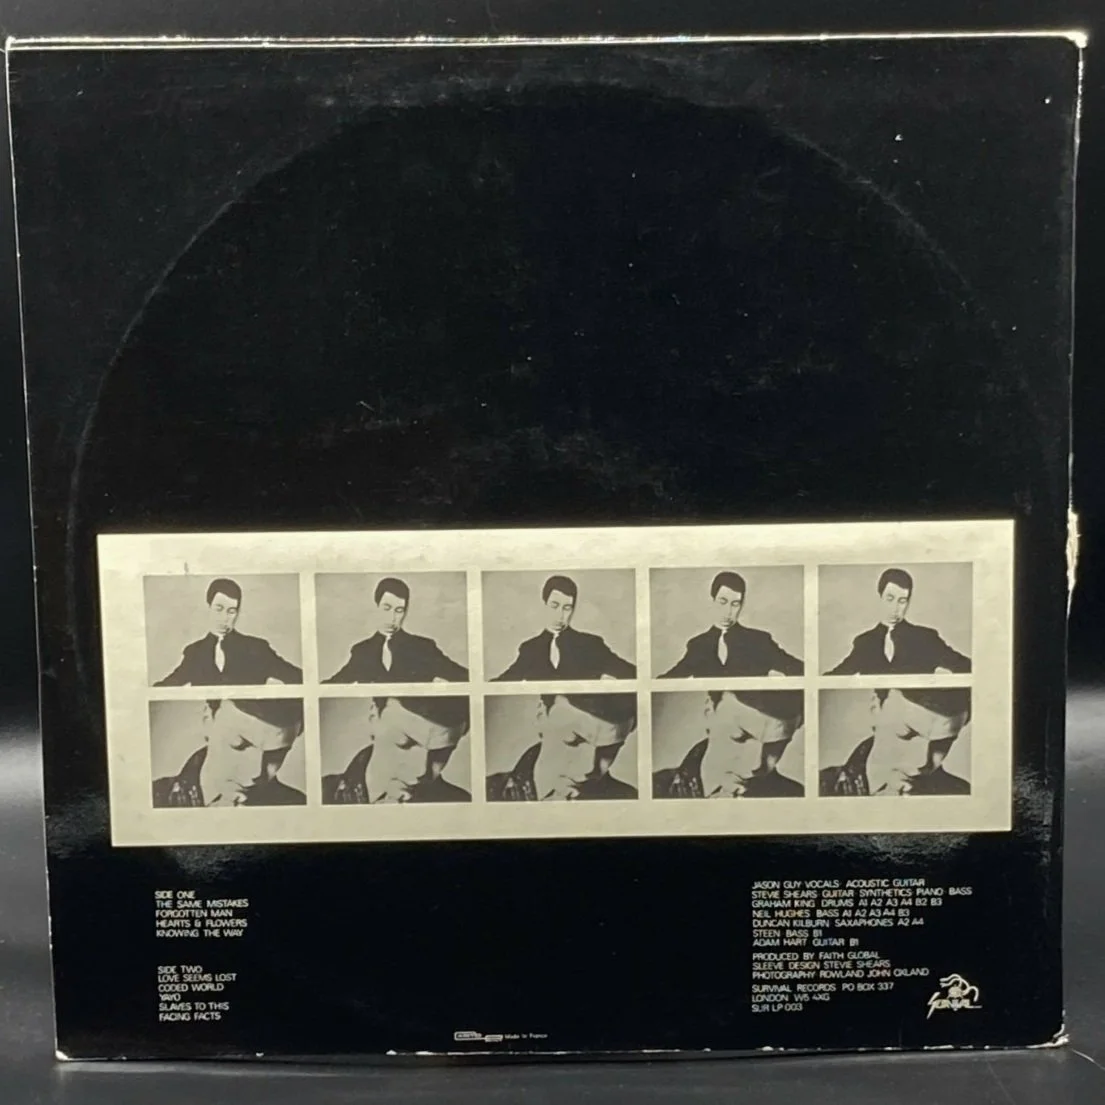 SIDE ONE
THE SAME MISTAKES
FORGOTTEN MAN
HEARTS & FLOWERS
KNOWING THE WAY
SIDE TWO
LOVE SEEMS LOST
CODED WORLD
YAYO
SLAVES TO THIS
FACING FACTS
JASON GUY VOCALS ACOUSTIC GUITAR
STEVIE SHEARS GUITAR SYNTHETICS PIANO BASS
GRAHAM KING DRUMS A1 A2 A3 A4 B2 B3
NEIL HUGHES BASS A1 A2 A3 A4 B3
DUNCAN KILBURN SAXAPHONES A2 A4
STEEN BASS B1
ADAM HART GUITAR B1
PRODUCED BY FAITH GLOBAL
SLEEVE DESIGN STEVIE SHEARS
PHOTOGRAPHY ROWLAND JOHN OXLAND
SURVIVAL RECORDS PO BOX 337
LONDON W5 4XG
SUR LP 003
SURVIVAL
Made in France